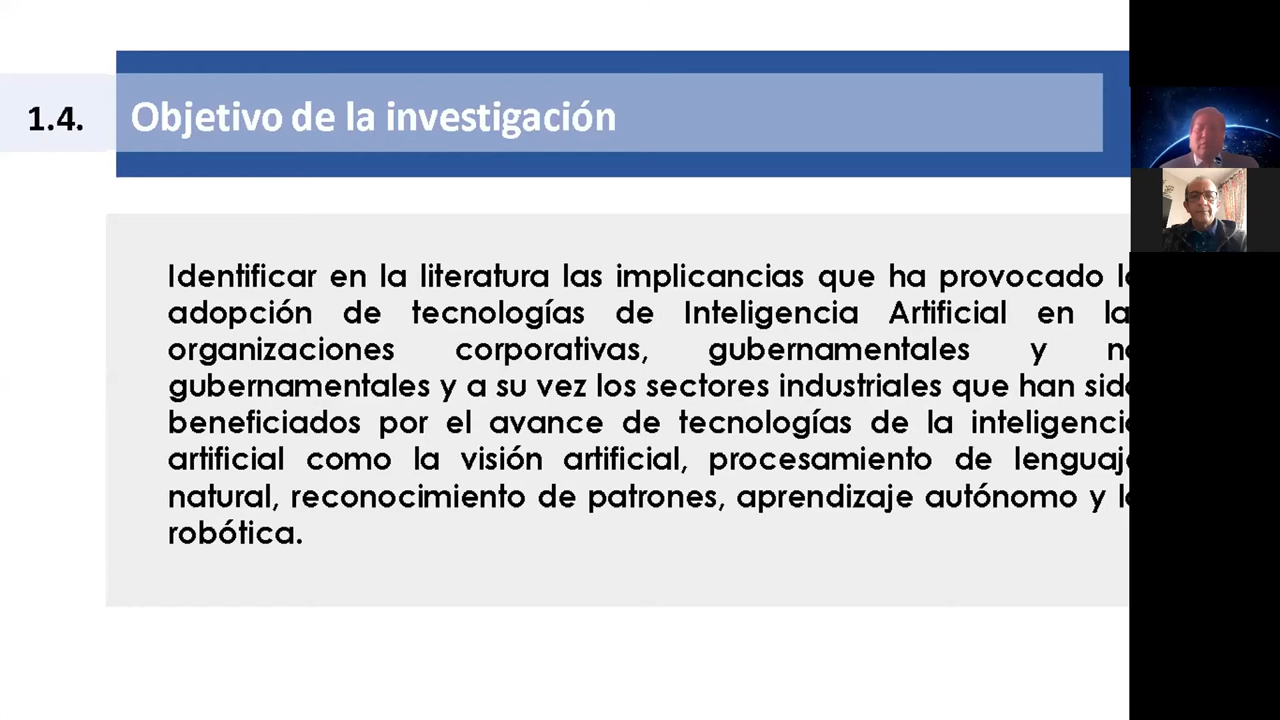 1.4.
Objetivo de la investigación
Identificar en la literatura las implicancias que ha provocado
adopción de tecnologías de Inteligencia Artificial en
organizaciones corporativas, gubernamentales y
gubernamentales y a su vez los sectores industriales que han
beneficiados por el avance de tecnologías de la
artificial como la visión artificial, procesamiento de
natural, reconocimiento de patrones, aprendizaje autónomo y
robótica.